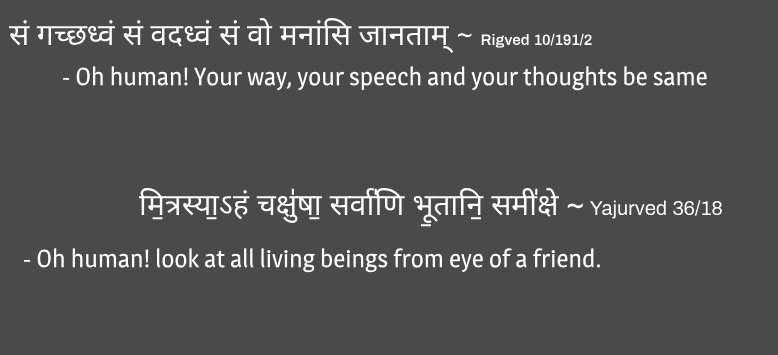 सं गच्छध्वं सं वदध्वं सं वो मनांसि जानताम् ~ Rigved 10/191/2
- Oh human! Your way, your speech and your thoughts be same
मि॒त्रस्या॒ऽहं चक्षु॑षा॒ सर्वा॑णि भू॒तानि॒ समी॑क्षे ~ Yajurved 36/18
- Oh human! look at all living beings from eye of a friend.